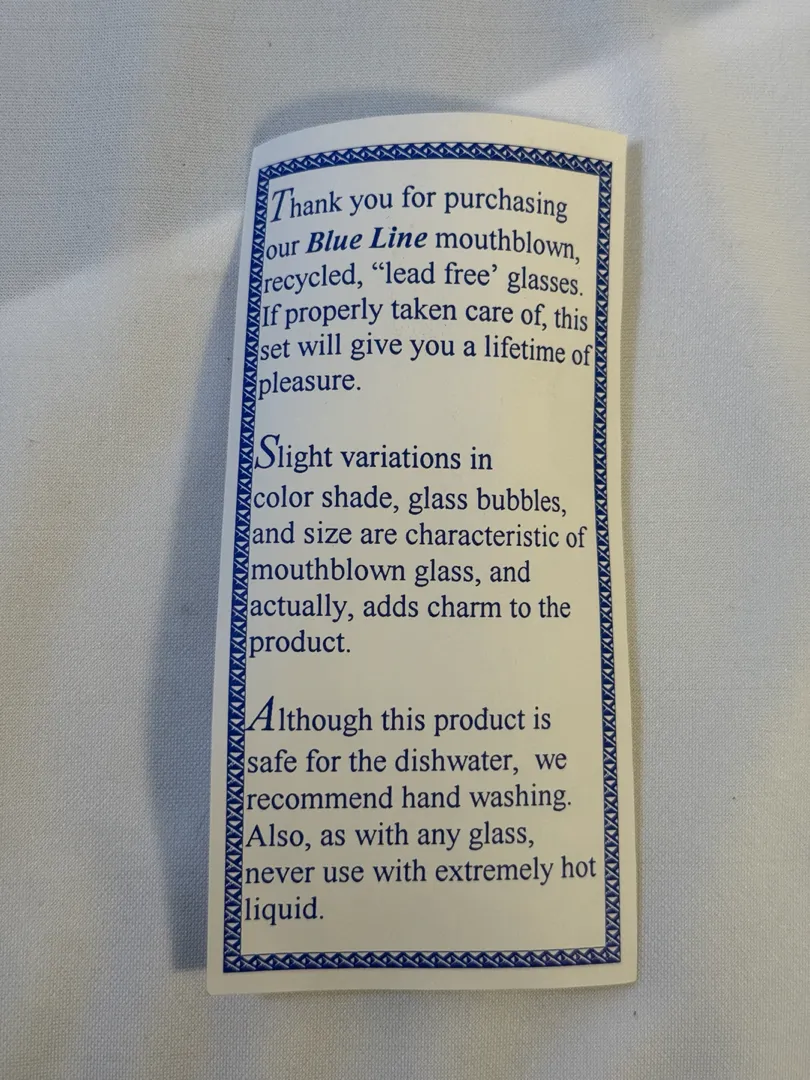 Thank you for purchasing
our Blue Line mouthblown,
recycled, “lead free’ glasses.
If properly taken care of, this
set will give you a lifetime of
pleasure.
Slight variations in
color shade, glass bubbles,
and size are characteristic of
mouthblown glass, and
actually, adds charm to the
product.
Although this product is
safe for the dishwater, we
recommend hand washing.
Also, as with any glass,
never use with extremely hot
liquid.